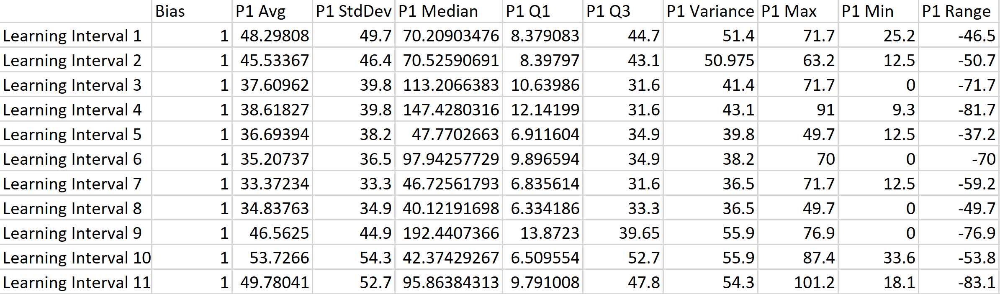 Bias P1 Avg P1 StdDev P1 Median P1 Q1 P1 Q3 P1 Variance P1 Max P1 Min P1 Range
Learning Interval 1 1 48.29808 49.7 70.20903476 8.379083 44.7 51.4 71.7 25.2 -46.5
Learning Interval 2 1 45.53367 46.4 70.52590691 8.39797 43.1 50.975 63.2 12.5 -50.7
Learning Interval 3 1 37.60962 39.8 113.2066383 10.63986 31.6 41.4 71.7 0 -71.7
Learning Interval 4 1 38.61827 39.8 147.4280316 12.14199 31.6 43.1 91 9.3 -81.7
Learning Interval 5 1 36.69394 38.2 47.7702663 6.911604 34.9 39.8 49.7 12.5 -37.2
Learning Interval 6 1 35.20737 36.5 97.94257729 9.896594 34.9 38.2 70 0 -70
Learning Interval 7 1 33.37234 33.3 46.72561793 6.835614 31.6 36.5 71.7 12.5 -59.2
Learning Interval 8 1 34.83763 34.9 40.12191698 6.334186 33.3 36.5 49.7 0 -49.7
Learning Interval 9 1 46.5625 44.9 192.4407366 13.8723 39.65 55.9 76.9 0 -76.9
Learning Interval 10 1 53.7266 54.3 42.37429267 6.509554 52.7 55.9 87.4 33.6 -53.8
Learning Interval 11 1 49.78041 52.7 95.86384313 9.791008 47.8 54.3 101.2 18.1 -83.1